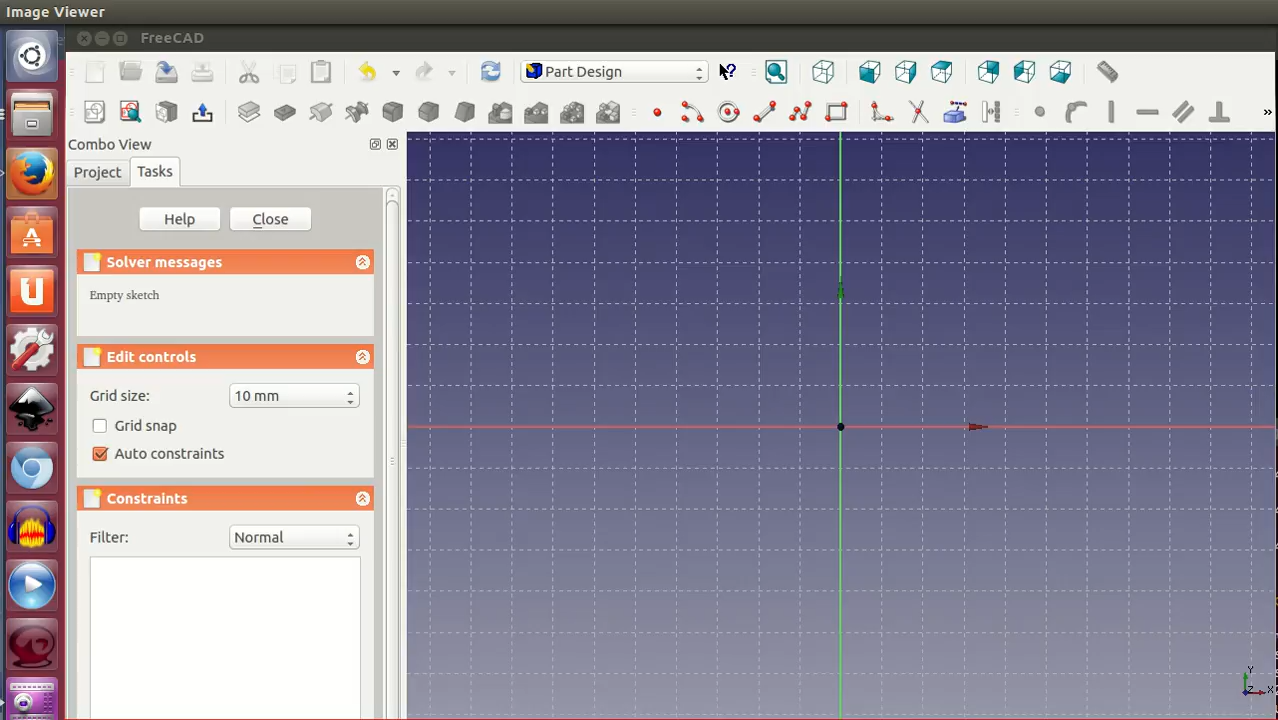 Image Viewer
FreeCAD
Part Design
Combo View
Project
Tasks
Help
Close
Solver messages
Empty sketch
Edit controls
Grid size:
10 mm
Grid snap
Auto constraints
Constraints
Filter:
Normal
Y
Z
X